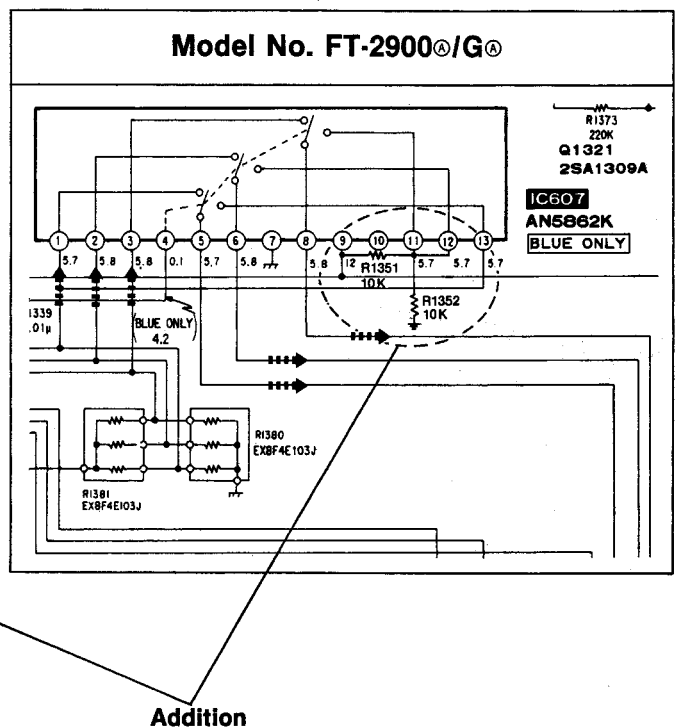 Model No. FT-2900Ⓐ/GⒶ
R1373
220K
Q1321
2SA1309A
IC607
AN5862K
BLUE ONLY
1 2 3 4 5 6 7 8 9 10 11 12 13
5.7 5.8 5.8 0.1 5.7 5.8 5.8 12 5.7 5.7 5.7
R1351
10K
R1352
10K
1339
.01μ
(BLUE ONLY
4.2)
R1380
EXBF4E103J
R1381
EXBF4E103J
Addition